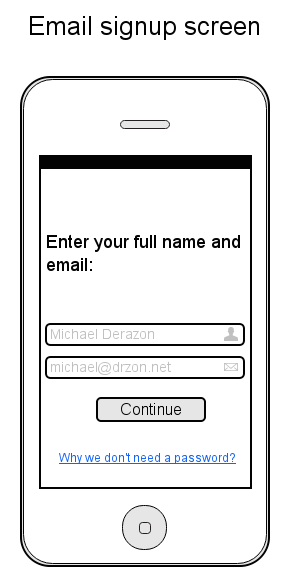 Email signup screen
Enter your full name and
email:
Michael Derazon
michael@drzon.net
Continue
Why we don't need a password?